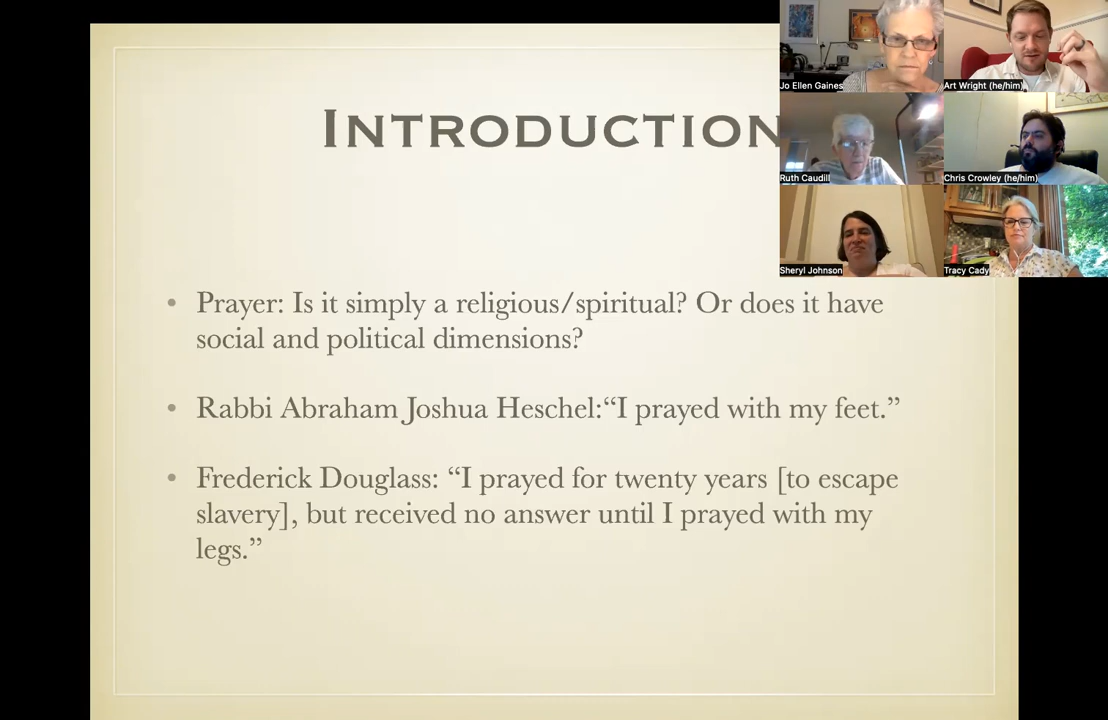 Introduction
Jo Ellen Gaines
Art Wright (he/him)
Ruth Caudill
Chris Crowley (he/him)
Sheryl Johnson
Tracy Cady
• Prayer: Is it simply a religious/spiritual? Or does it have
social and political dimensions?
• Rabbi Abraham Joshua Heschel:“I prayed with my feet.”
• Frederick Douglass: “I prayed for twenty years [to escape
slavery], but received no answer until I prayed with my
legs.”